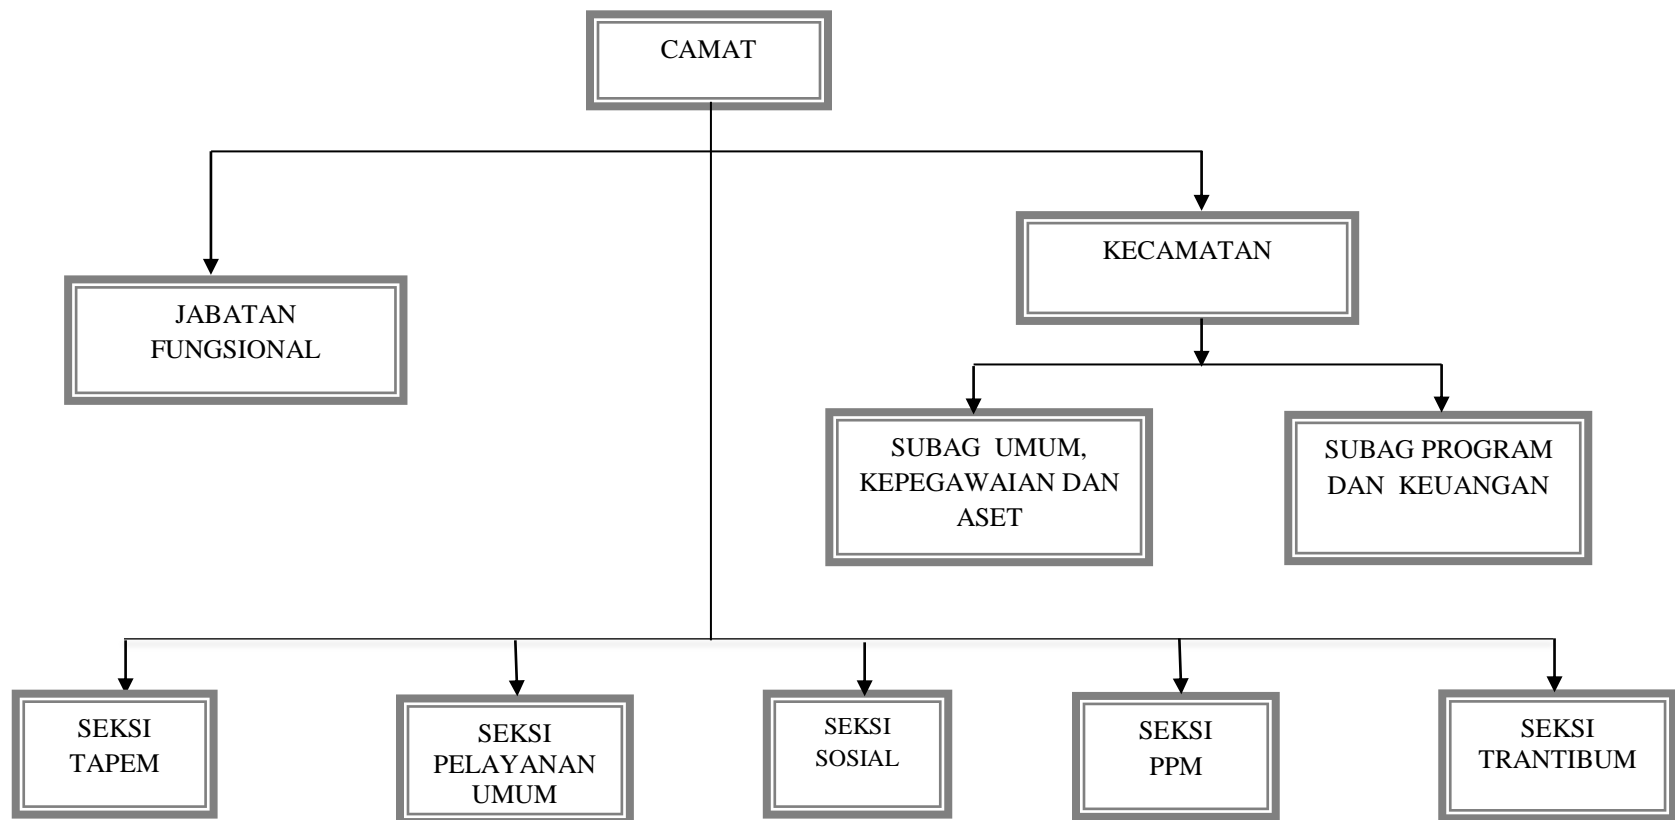 CAMAT
KECAMATAN
JABATAN
FUNGSIONAL
SUBAG  UMUM,
KEPEGAWAIAN DAN
ASET
SUBAG PROGRAM
DAN  KEUANGAN
SEKSI
TAPEM
SEKSI
PELAYANAN
UMUM
SEKSI
SOSIAL
SEKSI
PPM
SEKSI
TRANTIBUM